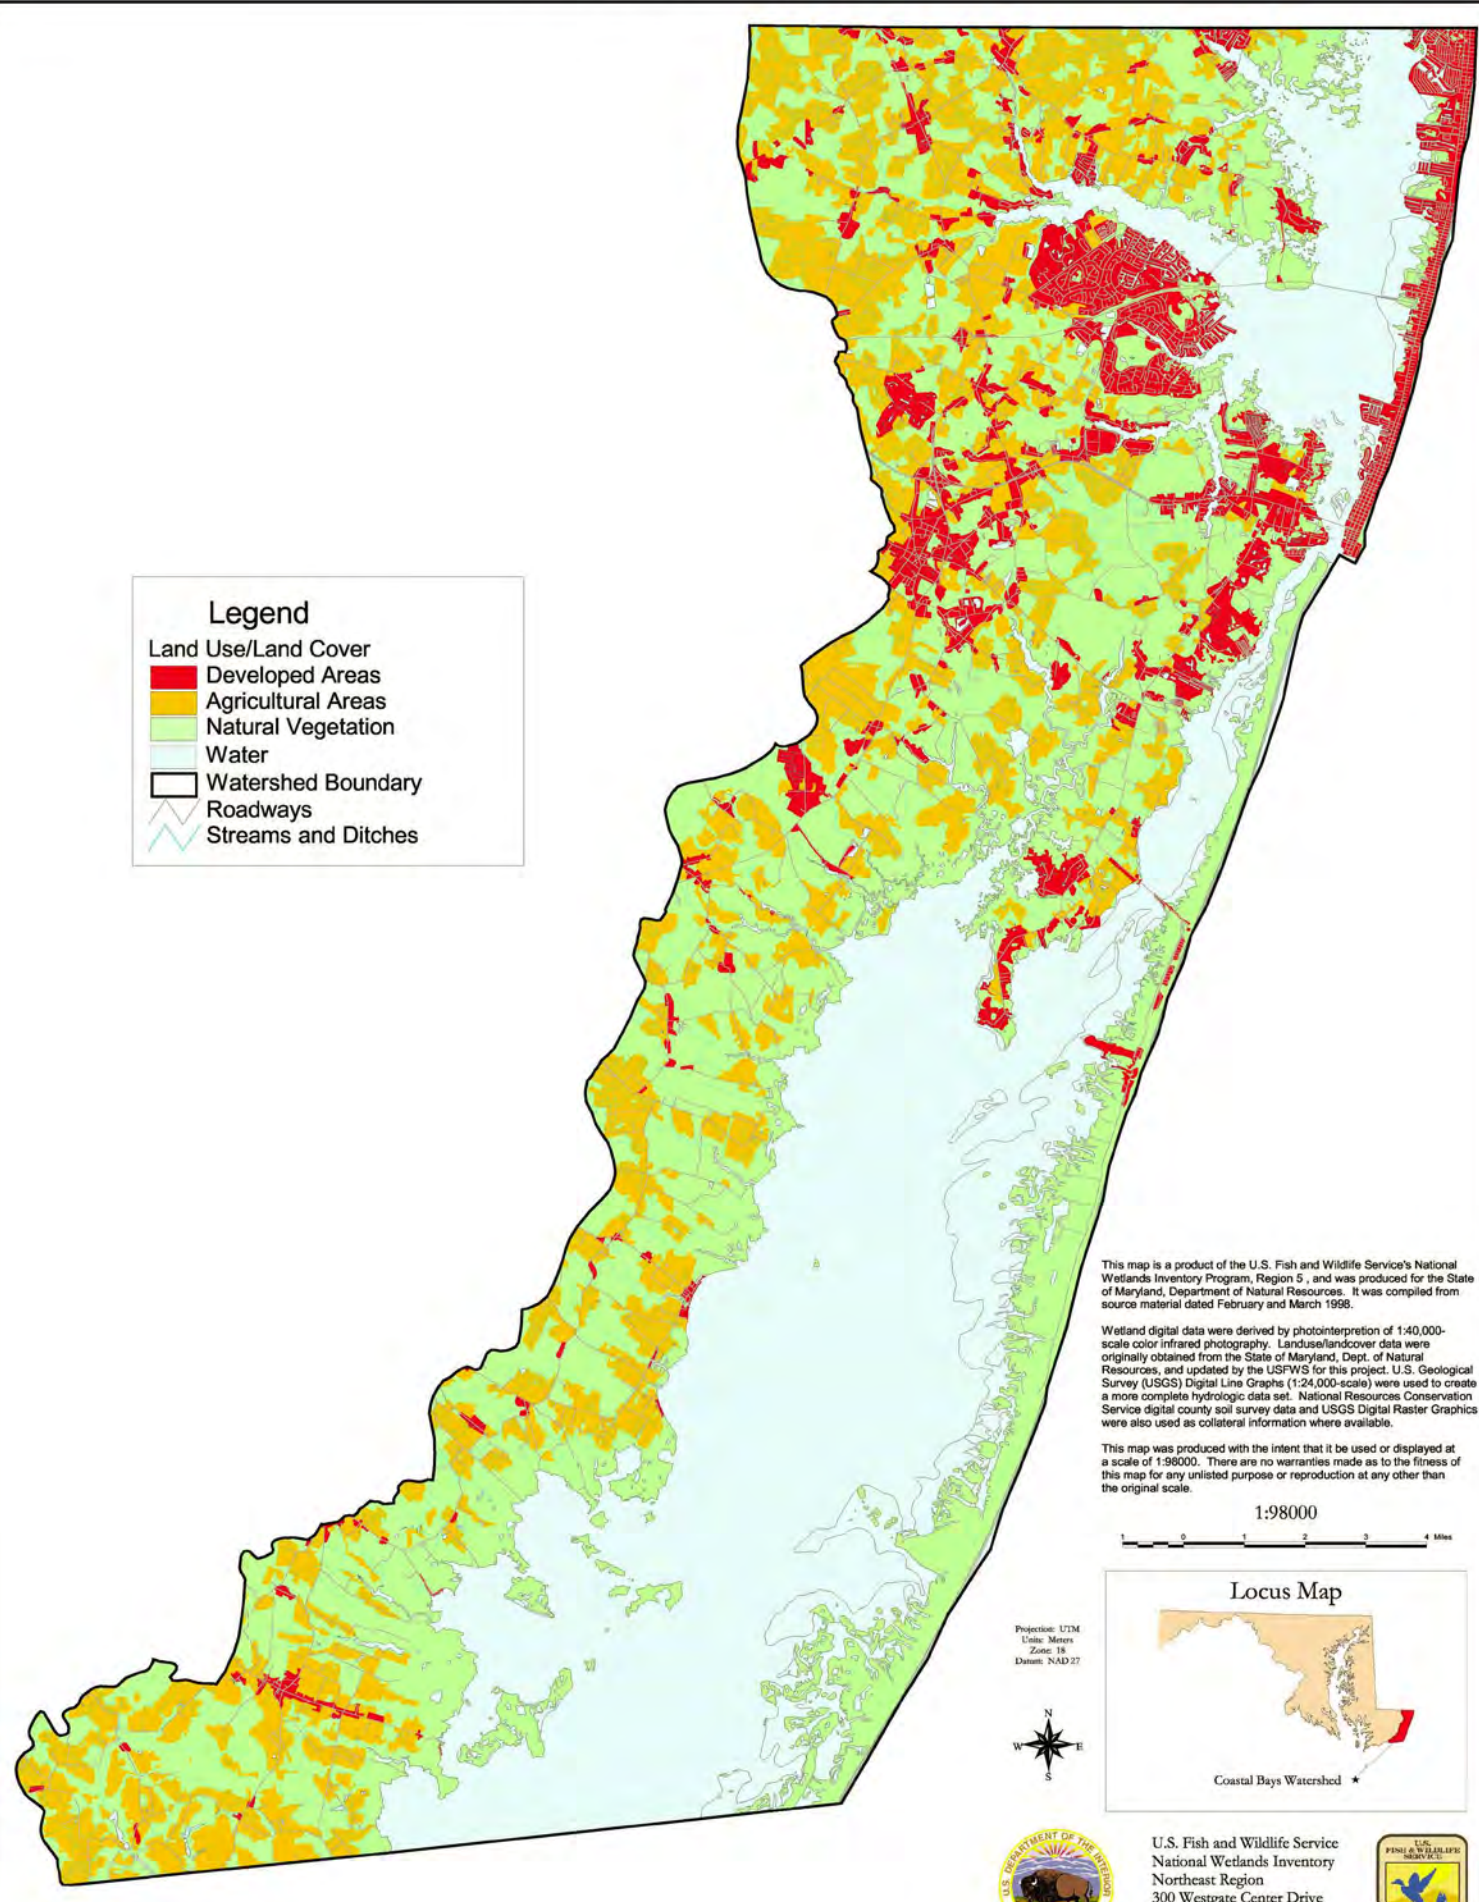 Legend
Land Use/Land Cover
Developed Areas
Agricultural Areas
Natural Vegetation
Water
Watershed Boundary
Roadways
Streams and Ditches
This map is a product of the U.S. Fish and Wildlife Service's National
Wetlands Inventory Program, Region 5 , and was produced for the State
of Maryland, Department of Natural Resources. It was compiled from
source material dated February and March 1998.
Wetland digital data were derived by photointerpretion of 1:40,000-
scale color infrared photography. Landuse/landcover data were
originally obtained from the State of Maryland, Dept. of Natural
Resources, and updated by the USFWS for this project. U.S. Geological
Survey (USGS) Digital Line Graphs (1:24,000-scale) were used to create
a more complete hydrologic data set. National Resources Conservation
Service digital county soil survey data and USGS Digital Raster Graphics
were also used as collateral information where available.
This map was produced with the intent that it be used or displayed at
a scale of 1:98000. There are no warranties made as to the fitness of
this map for any unlisted purpose or reproduction at any other than
the original scale.
1:98000
1 0 1 2 3 4 Miles
Locus Map
Coastal Bays Watershed
Projection: UTM
Units: Meters
Zone: 18
Datum: NAD 27
N
W E
S
U.S. DEPARTMENT OF THE INTERIOR
U.S. Fish and Wildlife Service
National Wetlands Inventory
Northeast Region
300 Westgate Center Drive
U.S.
FISH & WILDLIFE
SERVICE